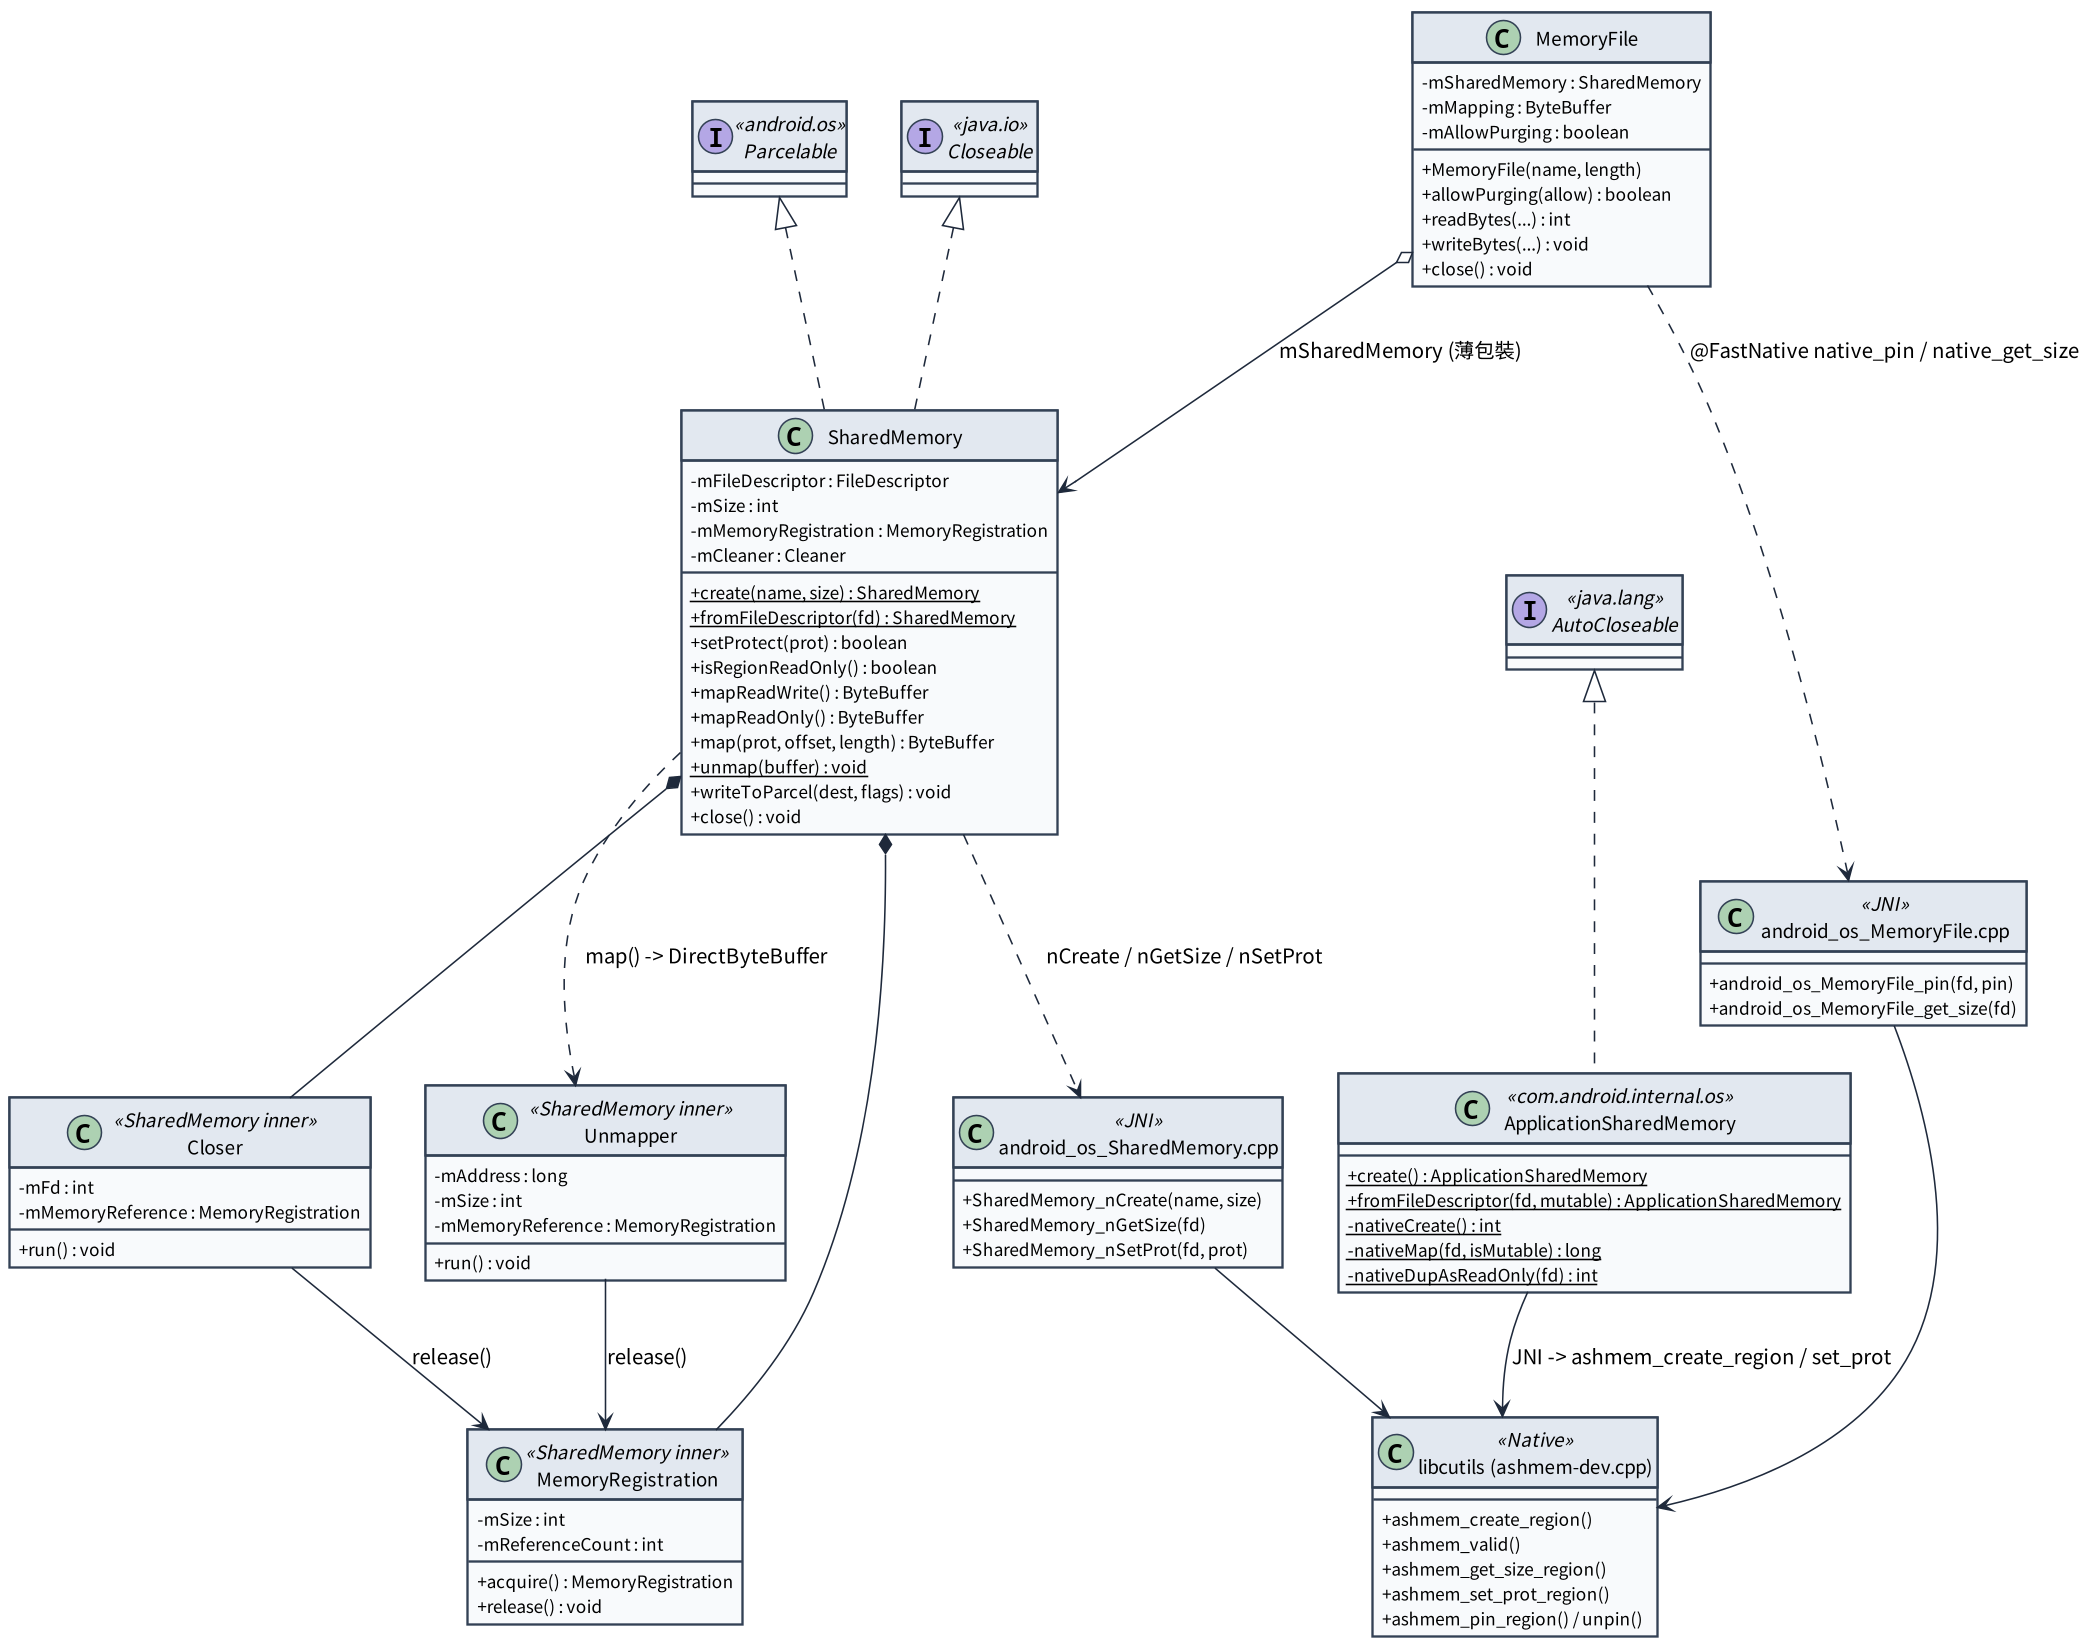 C MemoryFile
-mSharedMemory : SharedMemory
-mMapping : ByteBuffer
-mAllowPurging : boolean
+MemoryFile(name, length)
+allowPurging(allow) : boolean
+readBytes(...) : int
+writeBytes(...) : void
+close() : void
I «android.os»
Parcelable
I «java.io»
Closeable
mSharedMemory (薄包裝)
@FastNative native_pin / native_get_size
C SharedMemory
-mFileDescriptor : FileDescriptor
-mSize : int
-mMemoryRegistration : MemoryRegistration
-mCleaner : Cleaner
+create(name, size) : SharedMemory
+fromFileDescriptor(fd) : SharedMemory
+setProtect(prot) : boolean
+isRegionReadOnly() : boolean
+mapReadWrite() : ByteBuffer
+mapReadOnly() : ByteBuffer
+map(prot, offset, length) : ByteBuffer
+unmap(buffer) : void
+writeToParcel(dest, flags) : void
+close() : void
I «java.lang»
AutoCloseable
map() -> DirectByteBuffer
nCreate / nGetSize / nSetProt
C «JNI»
android_os_MemoryFile.cpp
+android_os_MemoryFile_pin(fd, pin)
+android_os_MemoryFile_get_size(fd)
C «SharedMemory inner»
Closer
-mFd : int
-mMemoryReference : MemoryRegistration
+run() : void
C «SharedMemory inner»
Unmapper
-mAddress : long
-mSize : int
-mMemoryReference : MemoryRegistration
+run() : void
C «JNI»
android_os_SharedMemory.cpp
+SharedMemory_nCreate(name, size)
+SharedMemory_nGetSize(fd)
+SharedMemory_nSetProt(fd, prot)
C «com.android.internal.os»
ApplicationSharedMemory
+create() : ApplicationSharedMemory
+fromFileDescriptor(fd, mutable) : ApplicationSharedMemory
-nativeCreate() : int
-nativeMap(fd, isMutable) : long
-nativeDupAsReadOnly(fd) : int
release()
release()
JNI -> ashmem_create_region / set_prot
C «SharedMemory inner»
MemoryRegistration
-mSize : int
-mReferenceCount : int
+acquire() : MemoryRegistration
+release() : void
C «Native»
libcutils (ashmem-dev.cpp)
+ashmem_create_region()
+ashmem_valid()
+ashmem_get_size_region()
+ashmem_set_prot_region()
+ashmem_pin_region() / unpin()